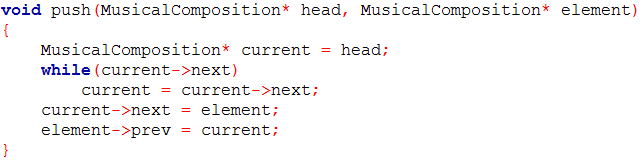 void push(MusicalComposition* head, MusicalComposition* element)
{
    MusicalComposition* current = head;
    while(current->next)
        current = current->next;
    current->next = element;
    element->prev = current;
}